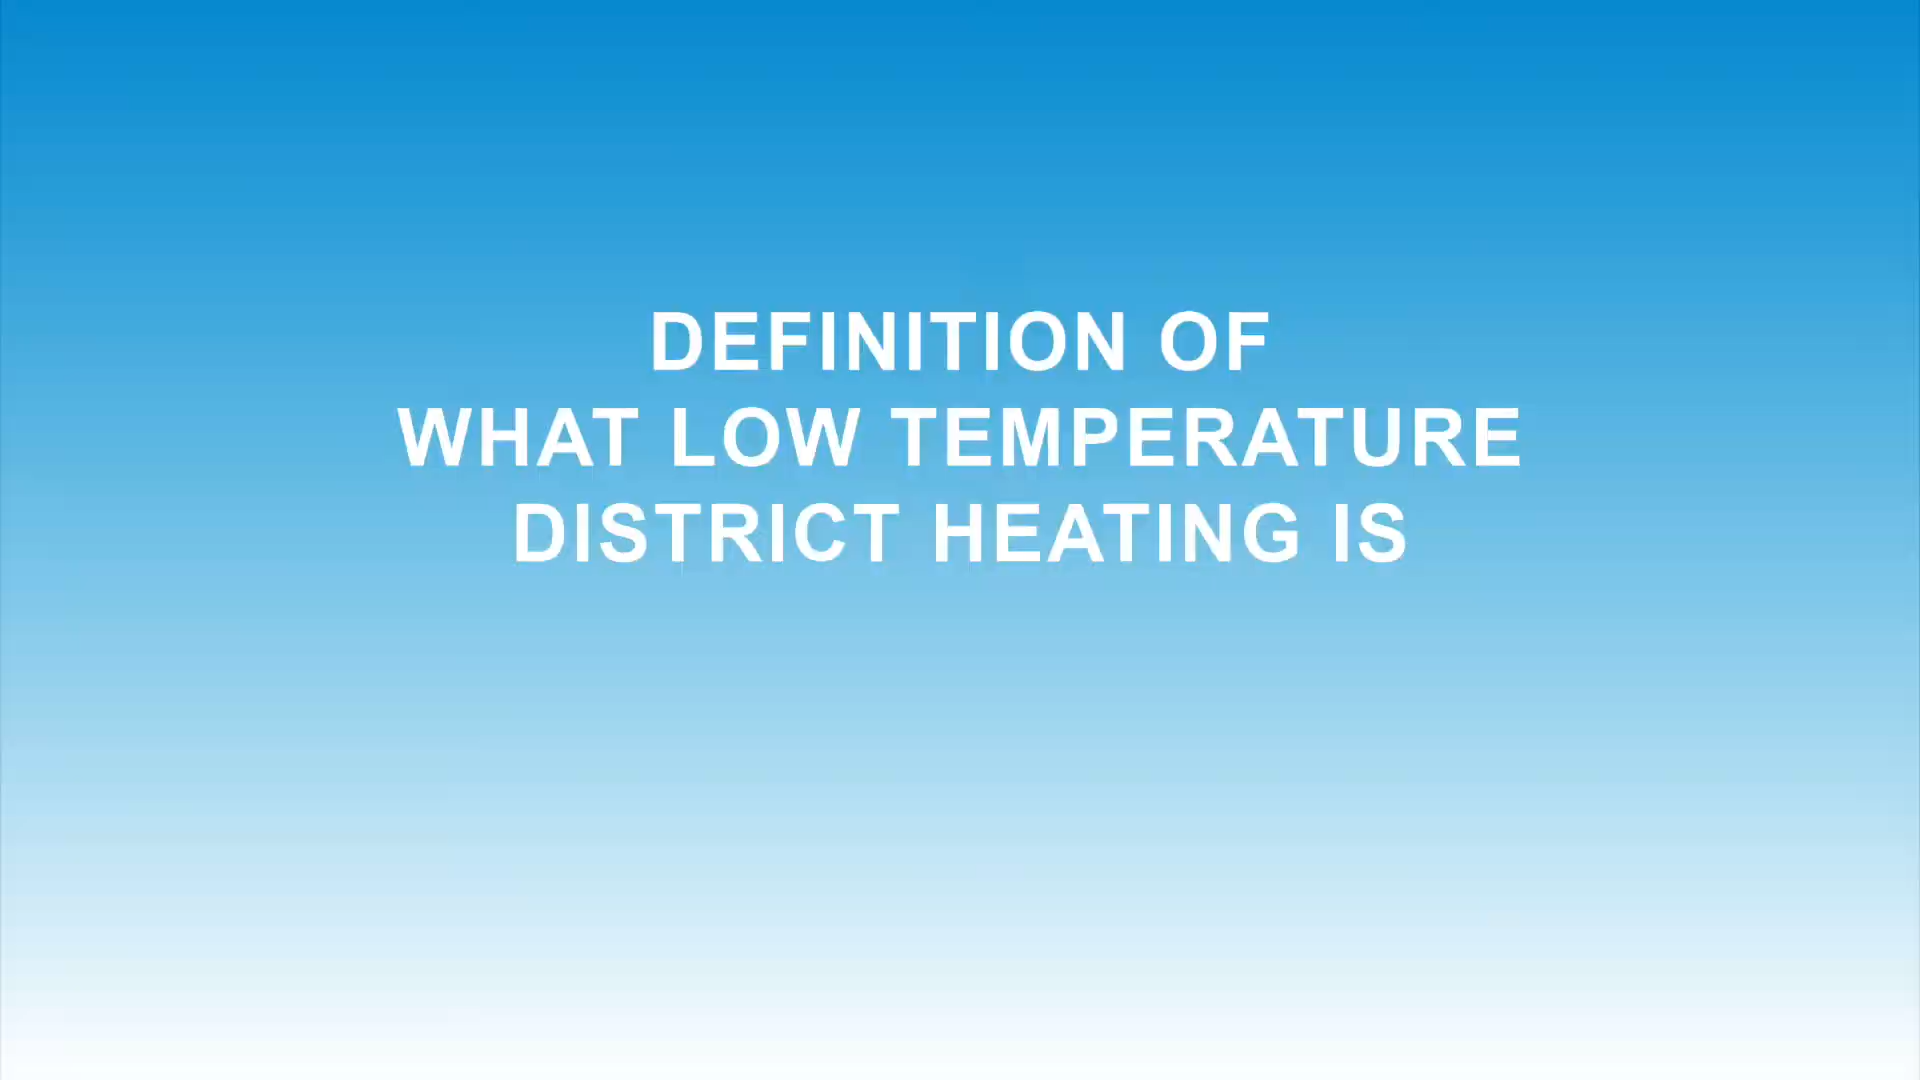 DEFINITION OF
WHAT LOW TEMPERATURE
DISTRICT HEATING IS